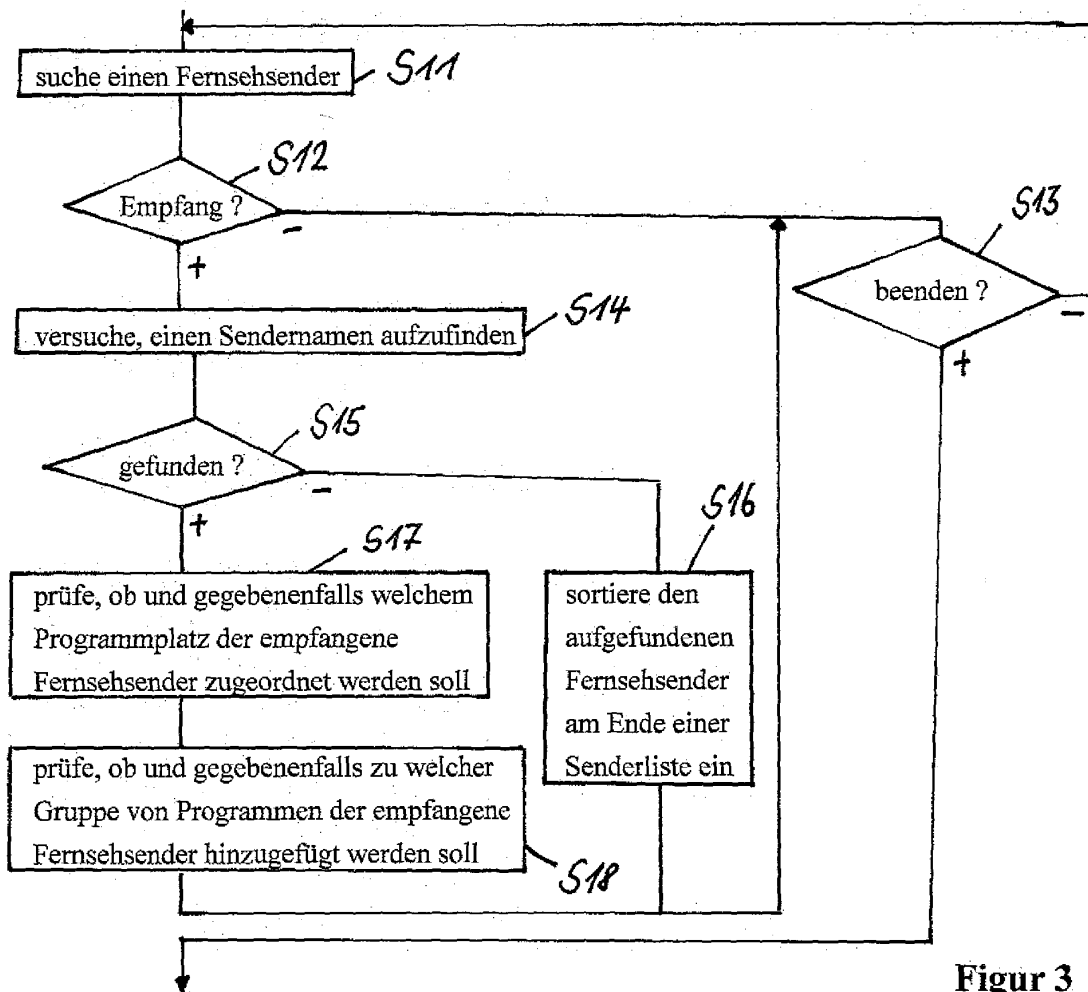 suche einen Fernsehsender
S11
S12
Empfang ?
-
+
S13
beenden ?
-
+
versuche, einen Sendernamen aufzufinden
S14
S15
gefunden ?
-
+
S17
prüfe, ob und gegebenenfalls welchem
Programmplatz der empfangene
Fernsehsender zugeordnet werden soll
S16
sortiere den
aufgefundenen
Fernsehsender
am Ende einer
Senderliste ein
prüfe, ob und gegebenenfalls zu welcher
Gruppe von Programmen der empfangene
Fernsehsender hinzugefügt werden soll
S18
Figur 3